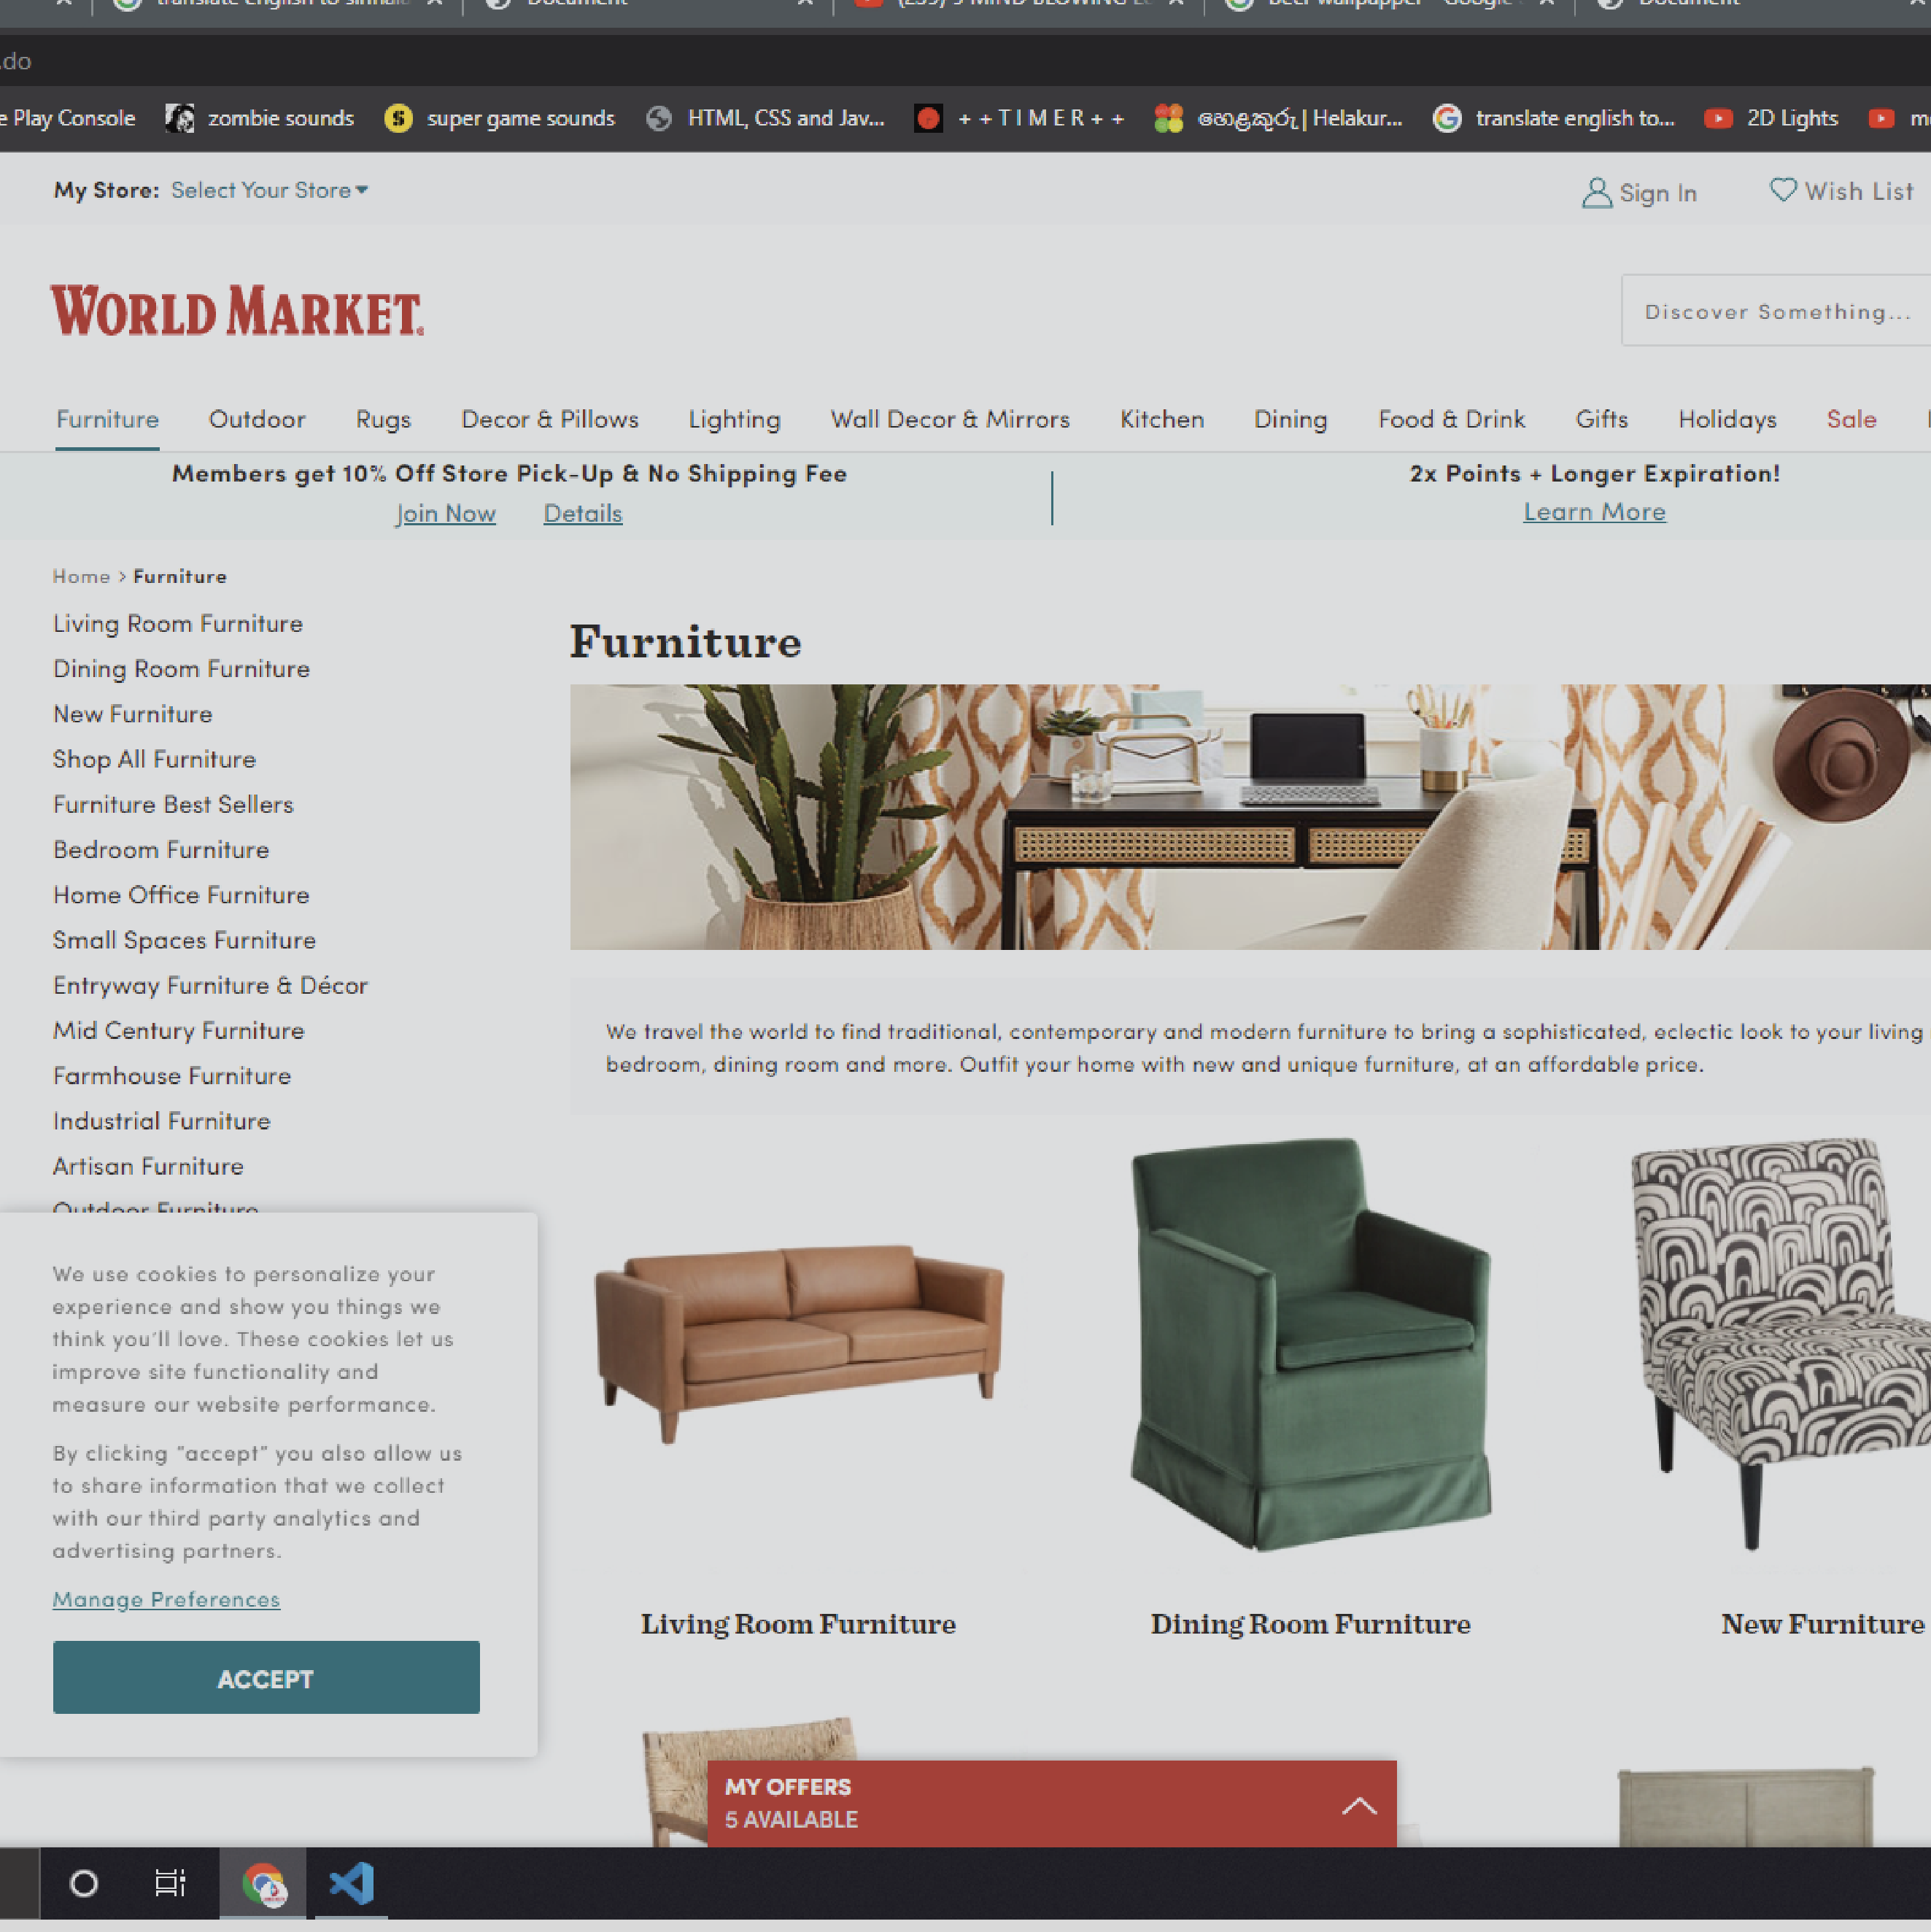 translate english to sinhala
Document
(239) 5 MIND BLOWING
Google
Document
.do
e Play Console
zombie sounds
super game sounds
HTML, CSS and Jav...
+ + T I M E R + +
හෙළකුරු | Helakur...
translate english to...
2D Lights
My Store: Select Your Store
Sign In
Wish List
WORLD MARKET®
Discover Something...
Furniture
Outdoor
Rugs
Decor & Pillows
Lighting
Wall Decor & Mirrors
Kitchen
Dining
Food & Drink
Gifts
Holidays
Sale
Members get 10% Off Store Pick-Up & No Shipping Fee
Join Now Details
2x Points + Longer Expiration!
Learn More
Home > Furniture
Living Room Furniture
Dining Room Furniture
New Furniture
Shop All Furniture
Furniture Best Sellers
Bedroom Furniture
Home Office Furniture
Small Spaces Furniture
Entryway Furniture & Décor
Mid Century Furniture
Farmhouse Furniture
Industrial Furniture
Artisan Furniture
Outdoor Furniture
Furniture
We travel the world to find traditional, contemporary and modern furniture to bring a sophisticated, eclectic look to your living
bedroom, dining room and more. Outfit your home with new and unique furniture, at an affordable price.
We use cookies to personalize your
experience and show you things we
think you'll love. These cookies let us
improve site functionality and
measure our website performance.
By clicking "accept" you also allow us
to share information that we collect
with our third party analytics and
advertising partners.
Manage Preferences
ACCEPT
Living Room Furniture
Dining Room Furniture
New Furniture
MY OFFERS
5 AVAILABLE